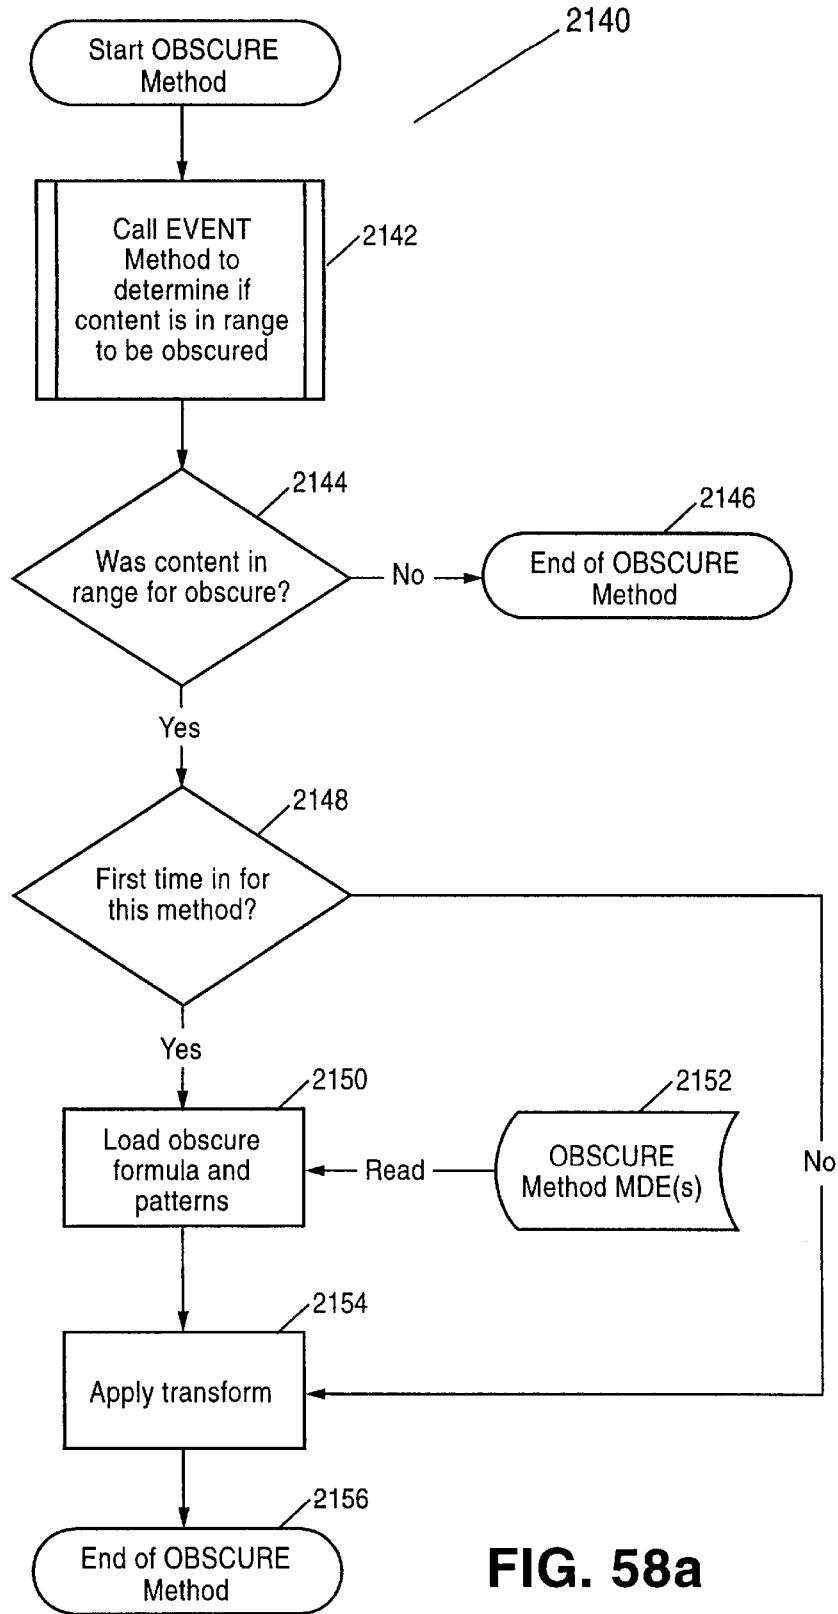 2140
Start OBSCURE
Method
Call EVENT
Method to
determine if
content is in range
to be obscured
2142
2144
Was content in
range for obscure?
No
2146
End of OBSCURE
Method
Yes
2148
First time in for
this method?
Yes
No
2150
Load obscure
formula and
patterns
Read
2152
OBSCURE
Method MDE(s)
2154
Apply transform
2156
End of OBSCURE
Method
FIG. 58a